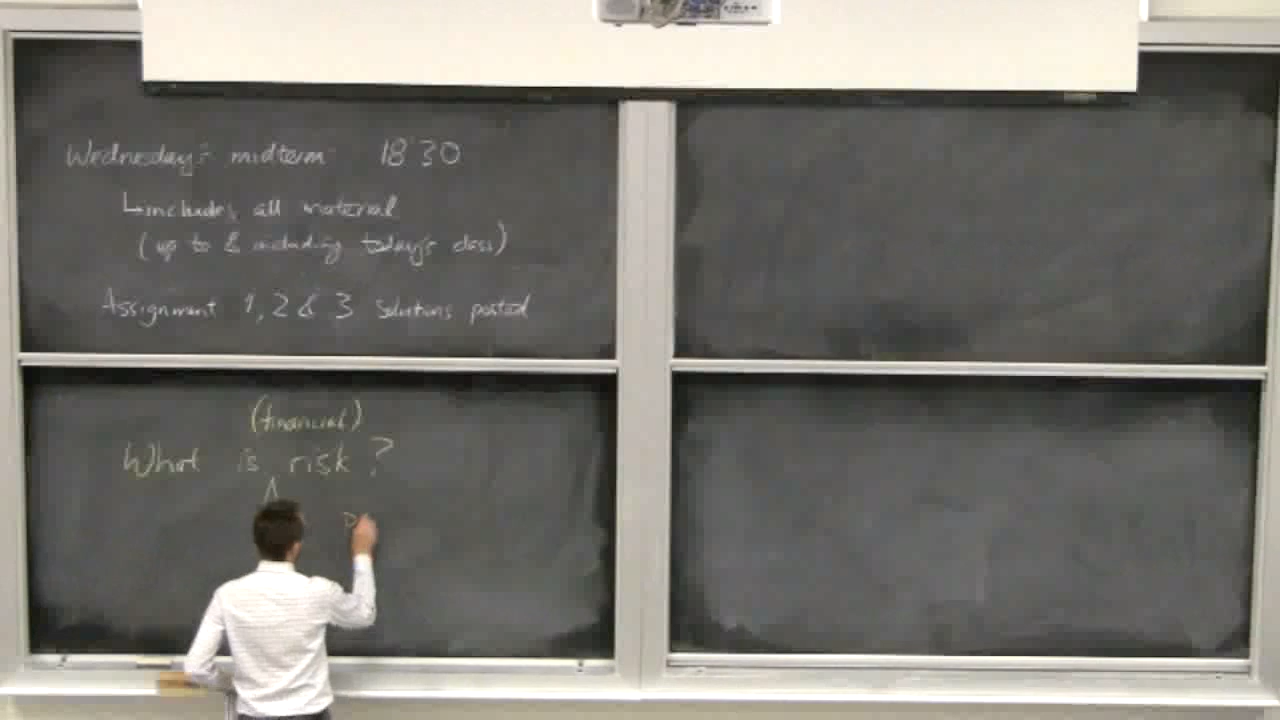 Wednesday's midterm 18:30
↳includes all material
(up to & including today's class)
Assignment 1, 2 & 3 solutions posted
(financial)
What is risk?